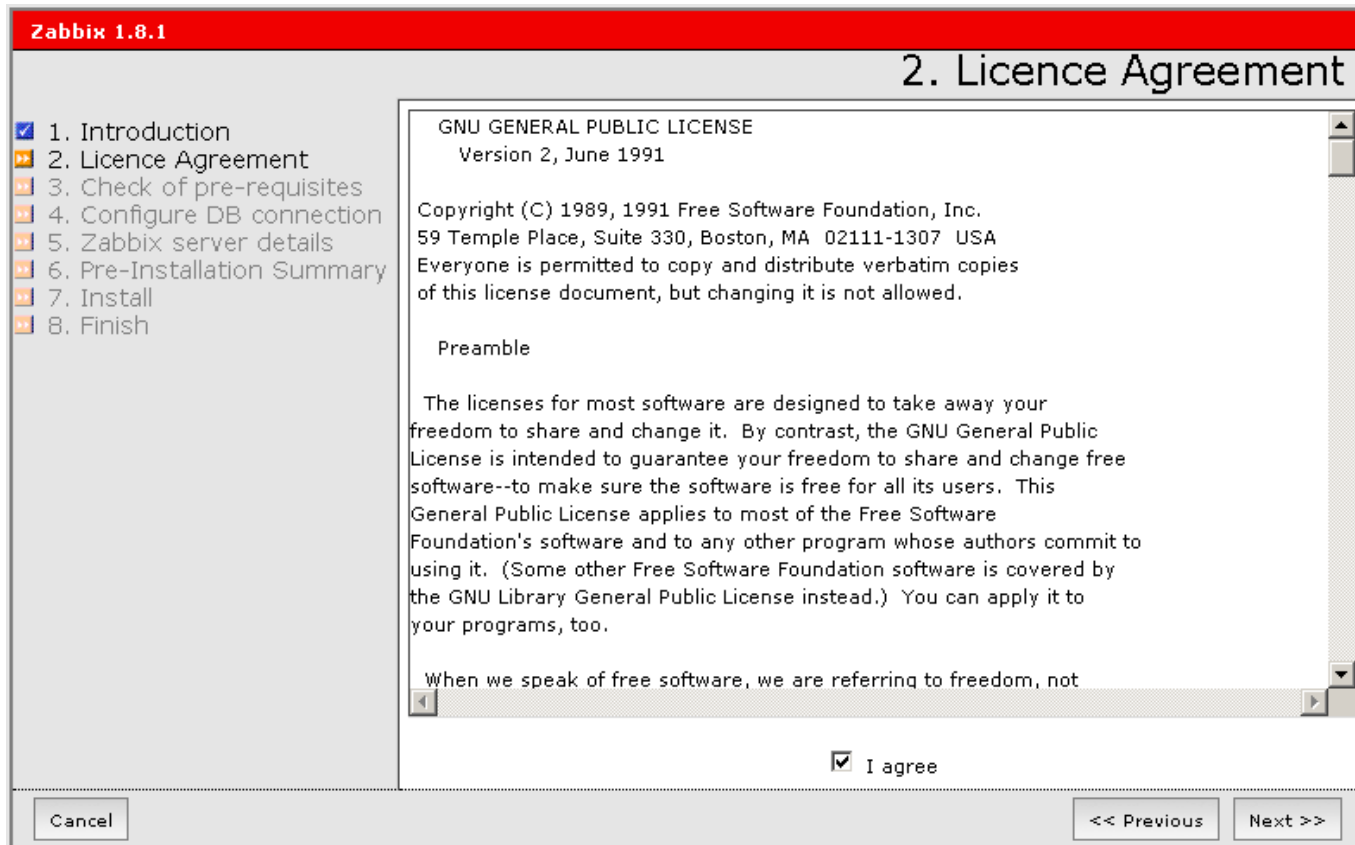 Zabbix 1.8.1
2. Licence Agreement
1. Introduction
2. Licence Agreement
3. Check of pre-requisites
4. Configure DB connection
5. Zabbix server details
6. Pre-Installation Summary
7. Install
8. Finish
GNU GENERAL PUBLIC LICENSE
Version 2, June 1991
Copyright (C) 1989, 1991 Free Software Foundation, Inc.
59 Temple Place, Suite 330, Boston, MA  02111-1307  USA
Everyone is permitted to copy and distribute verbatim copies
of this license document, but changing it is not allowed.
Preamble
The licenses for most software are designed to take away your
freedom to share and change it.  By contrast, the GNU General Public
License is intended to guarantee your freedom to share and change free
software--to make sure the software is free for all its users.  This
General Public License applies to most of the Free Software
Foundation's software and to any other program whose authors commit to
using it.  (Some other Free Software Foundation software is covered by
the GNU Library General Public License instead.)  You can apply it to
your programs, too.
When we speak of free software, we are referring to freedom, not
I agree
Cancel
<< Previous
Next >>